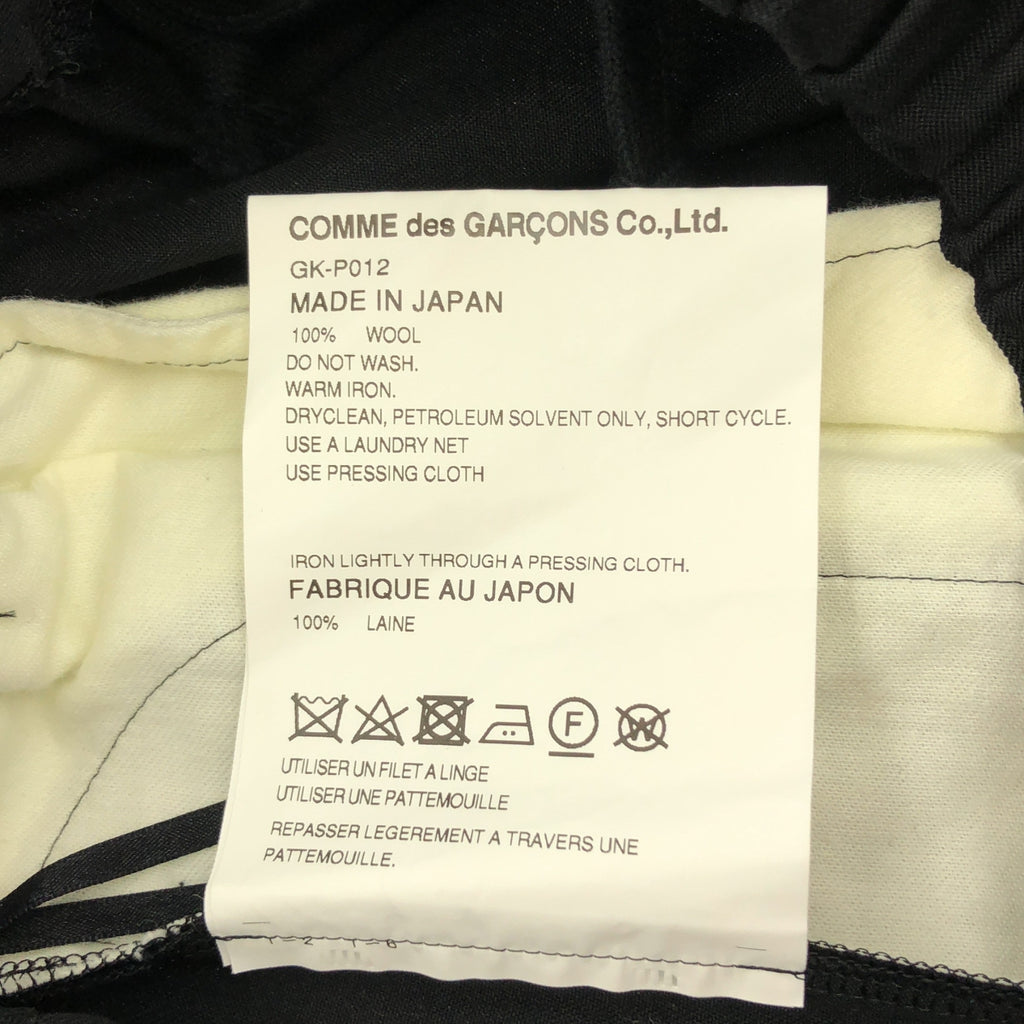 COMME des GARÇONS Co.,Ltd.
GK-P012
MADE IN JAPAN
100% WOOL
DO NOT WASH.
WARM IRON.
DRYCLEAN, PETROLEUM SOLVENT ONLY, SHORT CYCLE.
USE A LAUNDRY NET
USE PRESSING CLOTH
IRON LIGHTLY THROUGH A PRESSING CLOTH.
FABRIQUE AU JAPON
100% LAINE
F W
UTILISER UN FILET A LINGE
UTILISER UNE PATTEMOUILLE
REPASSER LEGEREMENT A TRAVERS UNE
PATTEMOUILLE.